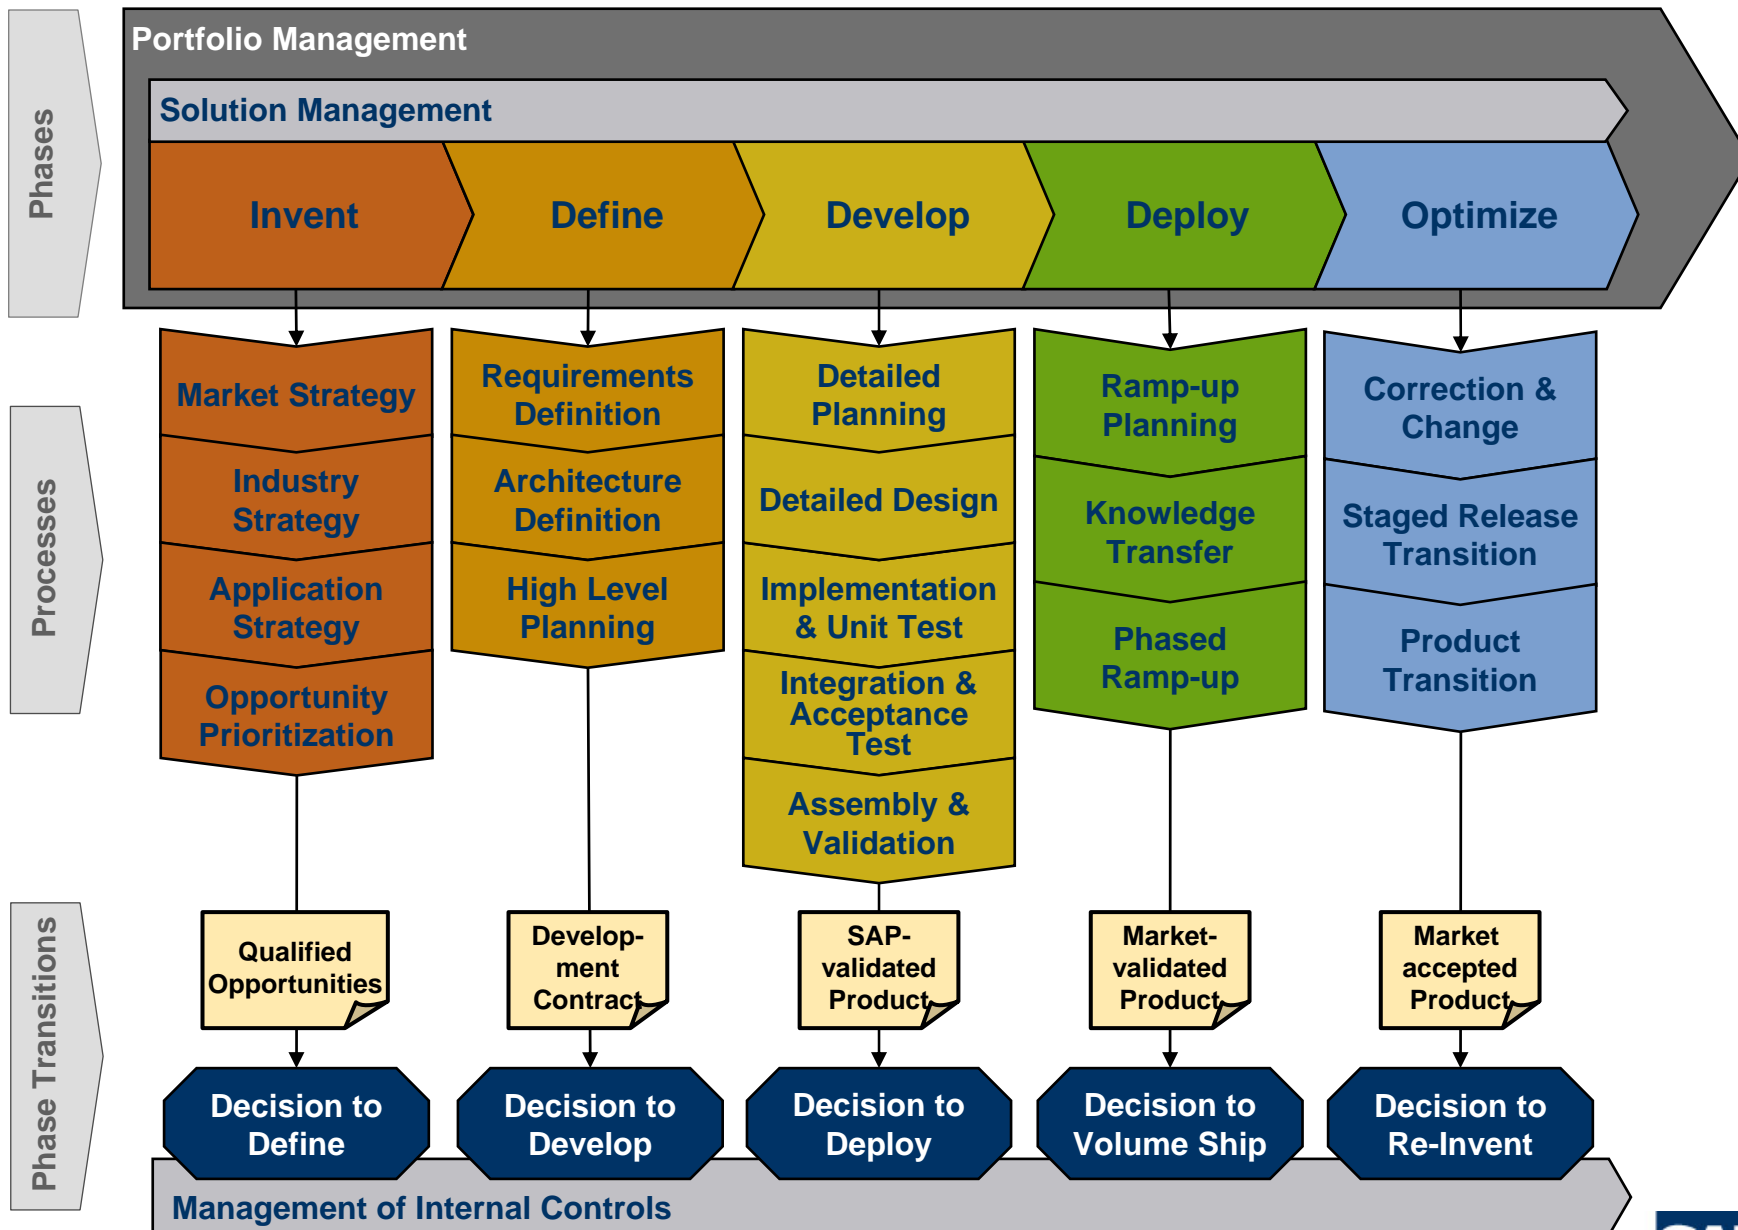 Portfolio Management
Solution Management
Phases
Invent
Define
Develop
Deploy
Optimize
Processes
Market Strategy
Industry
Strategy
Application
Strategy
Opportunity
Prioritization
Requirements
Definition
Architecture
Definition
High Level
Planning
Detailed
Planning
Detailed Design
Implementation
& Unit Test
Integration &
Acceptance
Test
Assembly &
Validation
Ramp-up
Planning
Knowledge
Transfer
Phased
Ramp-up
Correction &
Change
Staged Release
Transition
Product
Transition
Phase Transitions
Qualified
Opportunities
Develop-
ment
Contract
SAP-
validated
Product
Market-
validated
Product
Market
accepted
Product
Decision to
Define
Decision to
Develop
Decision to
Deploy
Decision to
Volume Ship
Decision to
Re-Invent
Management of Internal Controls